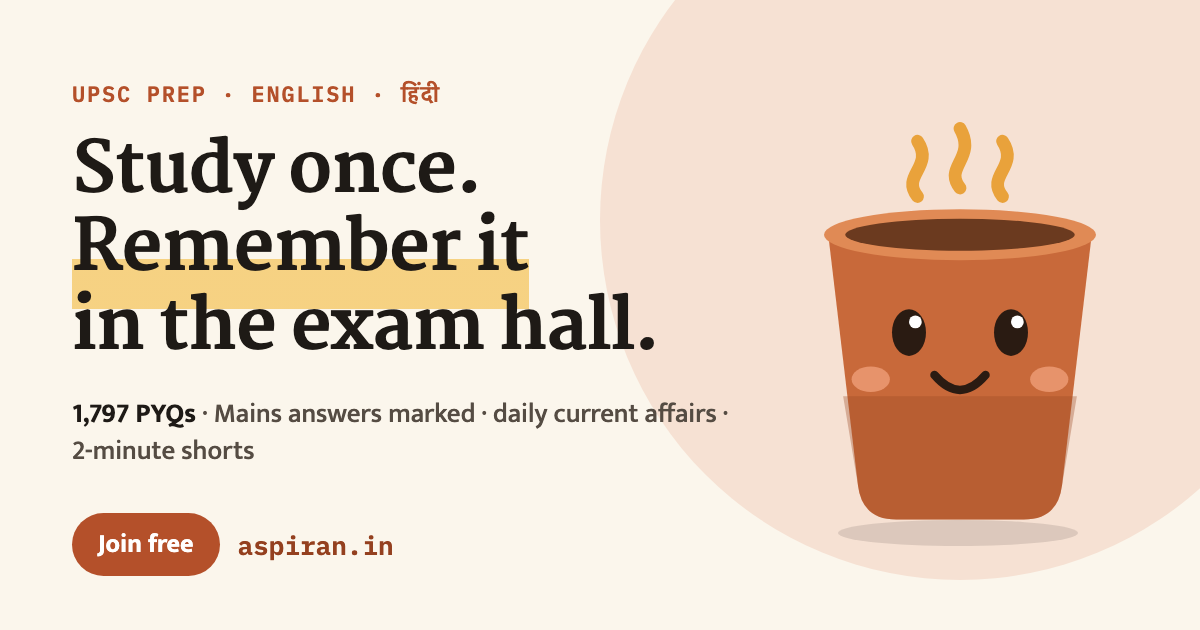 UPSC PREP · ENGLISH · हिंदी
Study once.
Remember it
in the exam hall.
1,797 PYQs · Mains answers marked · daily current affairs ·
2-minute shorts
Join free
aspiran.in